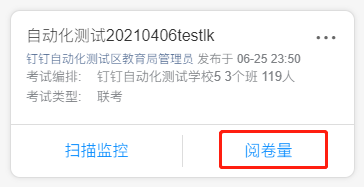 自动化测试20210406testlk
钉钉自动化测试区教育局管理员 发布于 06-25 23:50
考试编排: 钉钉自动化测试学校5 3个班 119人
考试类型: 联考
扫描监控 阅卷量